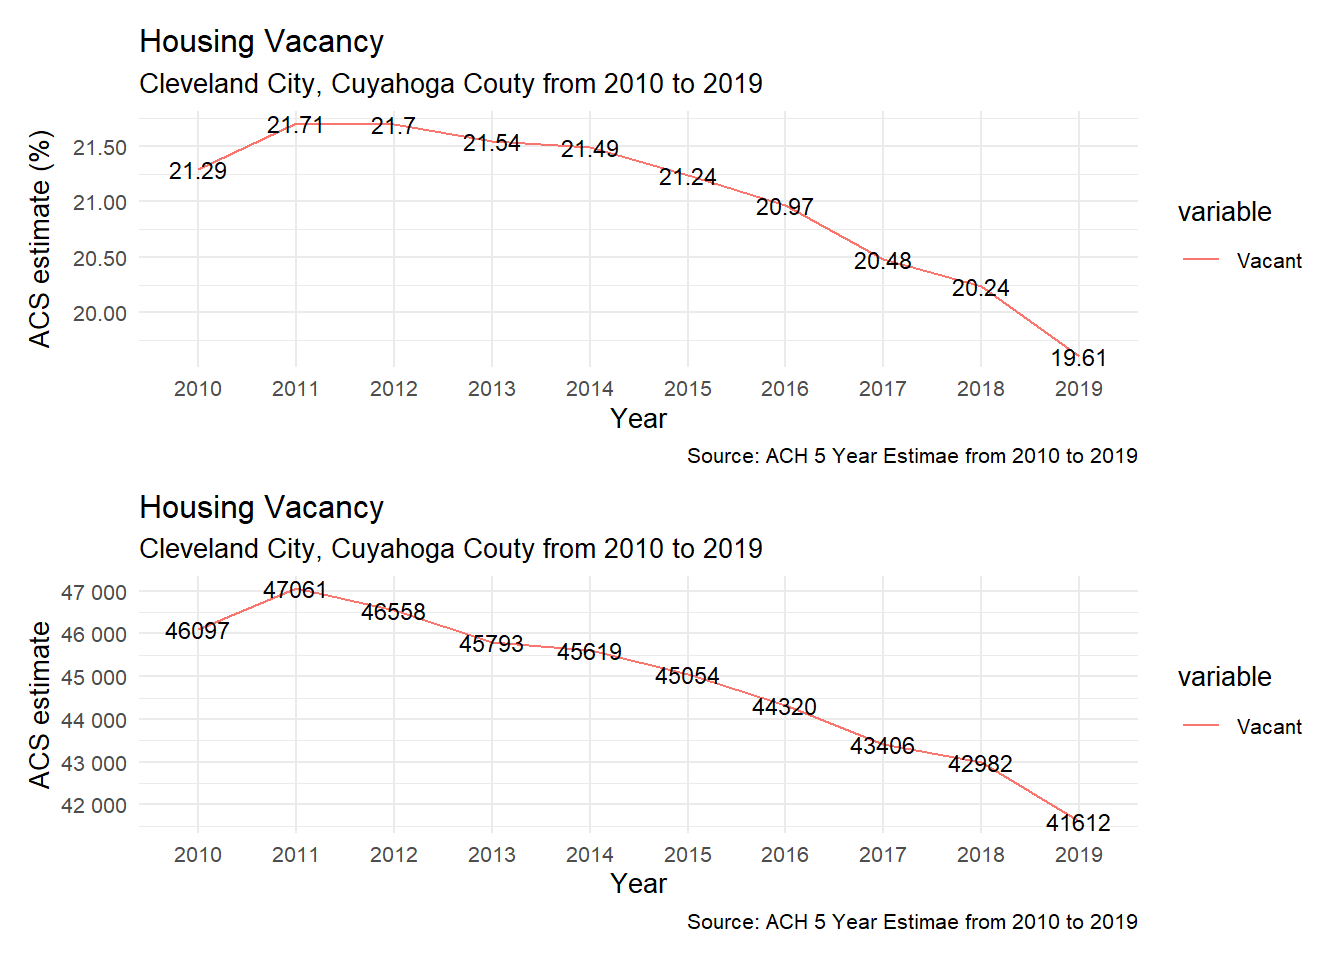 Housing Vacancy
Cleveland City, Cuyahoga Couty from 2010 to 2019
ACS estimate (%)
21.50
21.00
20.50
20.00
21.29
21.71
21.7
21.54
21.49
21.24
20.97
20.48
20.24
19.61
2010 2011 2012 2013 2014 2015 2016 2017 2018 2019
Year
variable
Vacant
Source: ACH 5 Year Estimae from 2010 to 2019
Housing Vacancy
Cleveland City, Cuyahoga Couty from 2010 to 2019
ACS estimate
47 000
46 000
45 000
44 000
43 000
42 000
46097
47061
46558
45793
45619
45054
44320
43406
42982
41612
2010 2011 2012 2013 2014 2015 2016 2017 2018 2019
Year
variable
Vacant
Source: ACH 5 Year Estimae from 2010 to 2019